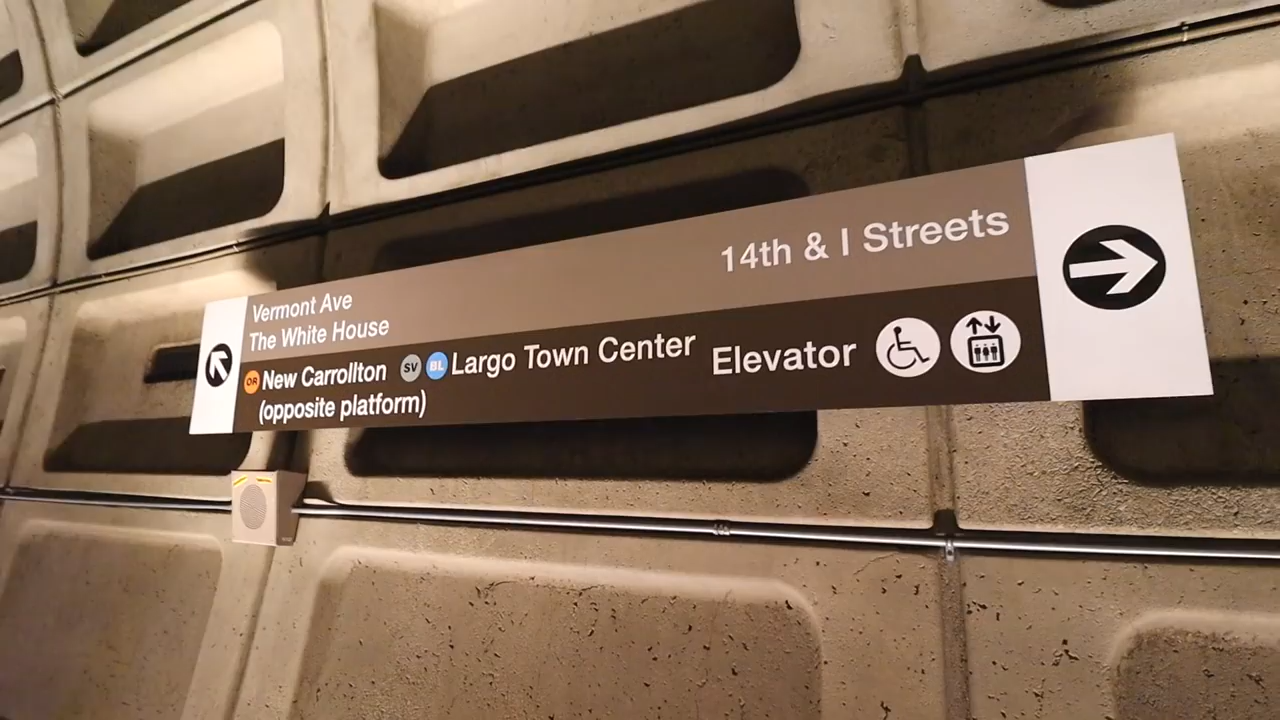 14th & I Streets
Vermont Ave
The White House
OR New Carrollton SV BL Largo Town Center
(opposite platform)
Elevator